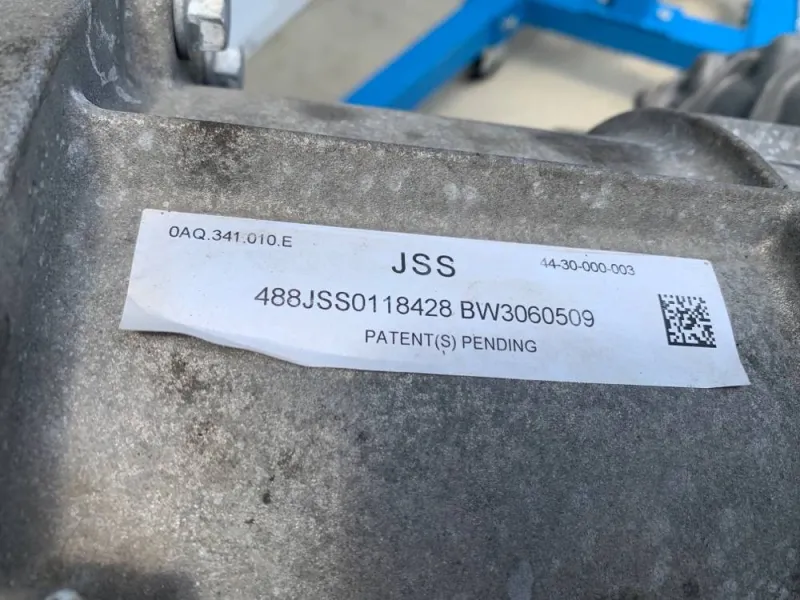 0AQ.341.010.E
JSS
44-30-000-003
488JSS0118428 BW3060509
PATENT(S) PENDING